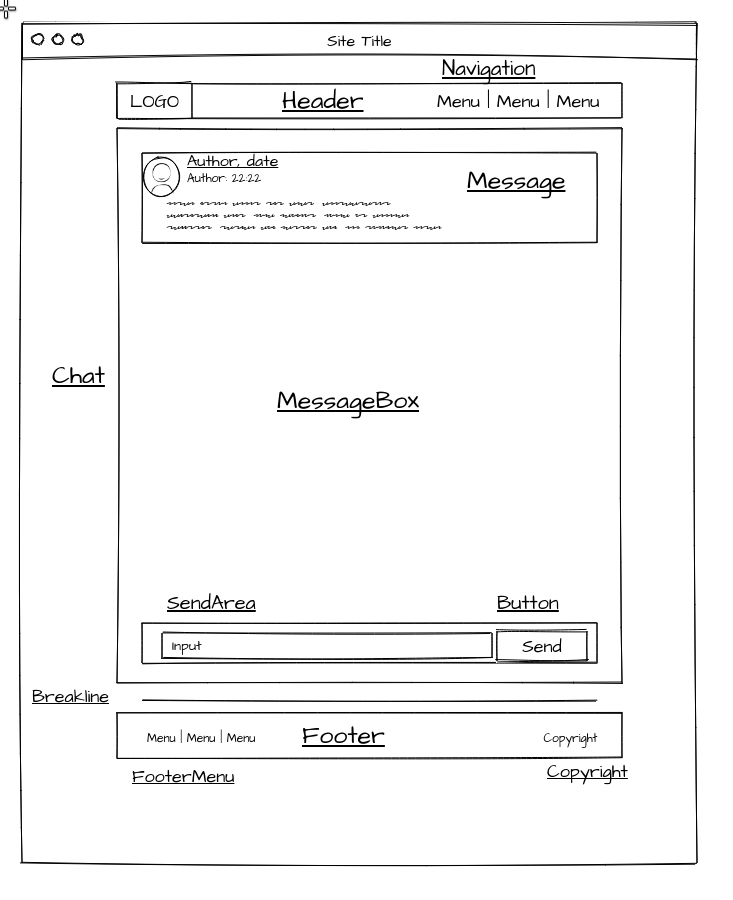 Site Title
Navigation
LOGO Header Menu | Menu | Menu
Author, date
Author: 22:22
Message
Chat
MessageBox
SendArea Button
Input Send
Breakline
Menu | Menu | Menu Footer Copyright
FooterMenu Copyright